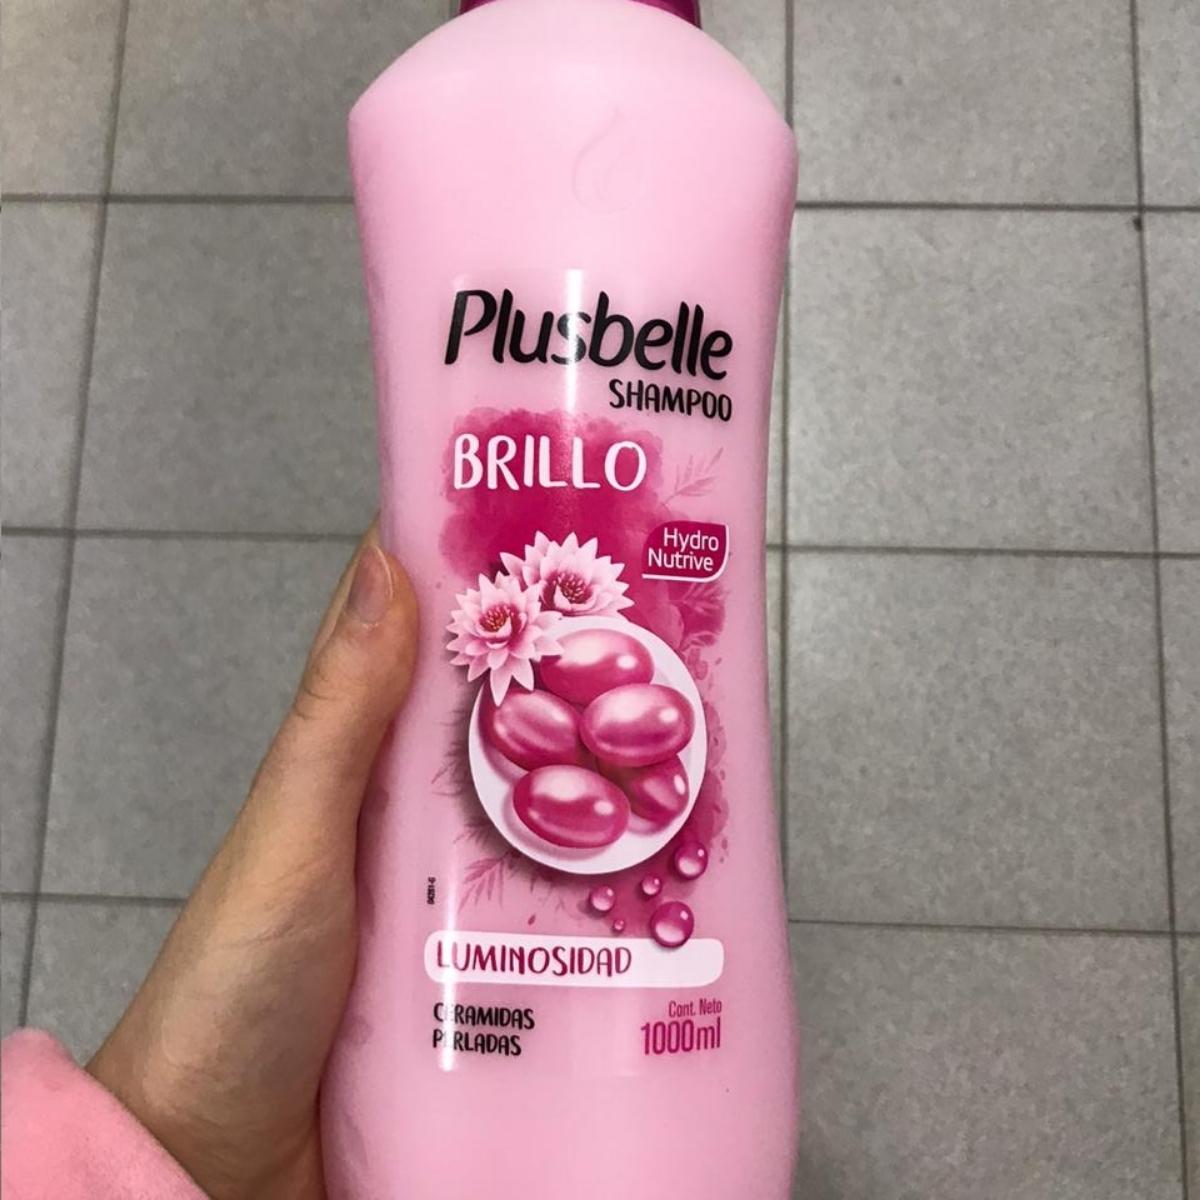 Plusbelle
SHAMPOO
BRILLO
Hydro
Nutrive
LUMINOSIDAD
CERAMIDAS
PERLADAS
Cont. Neto
1000ml